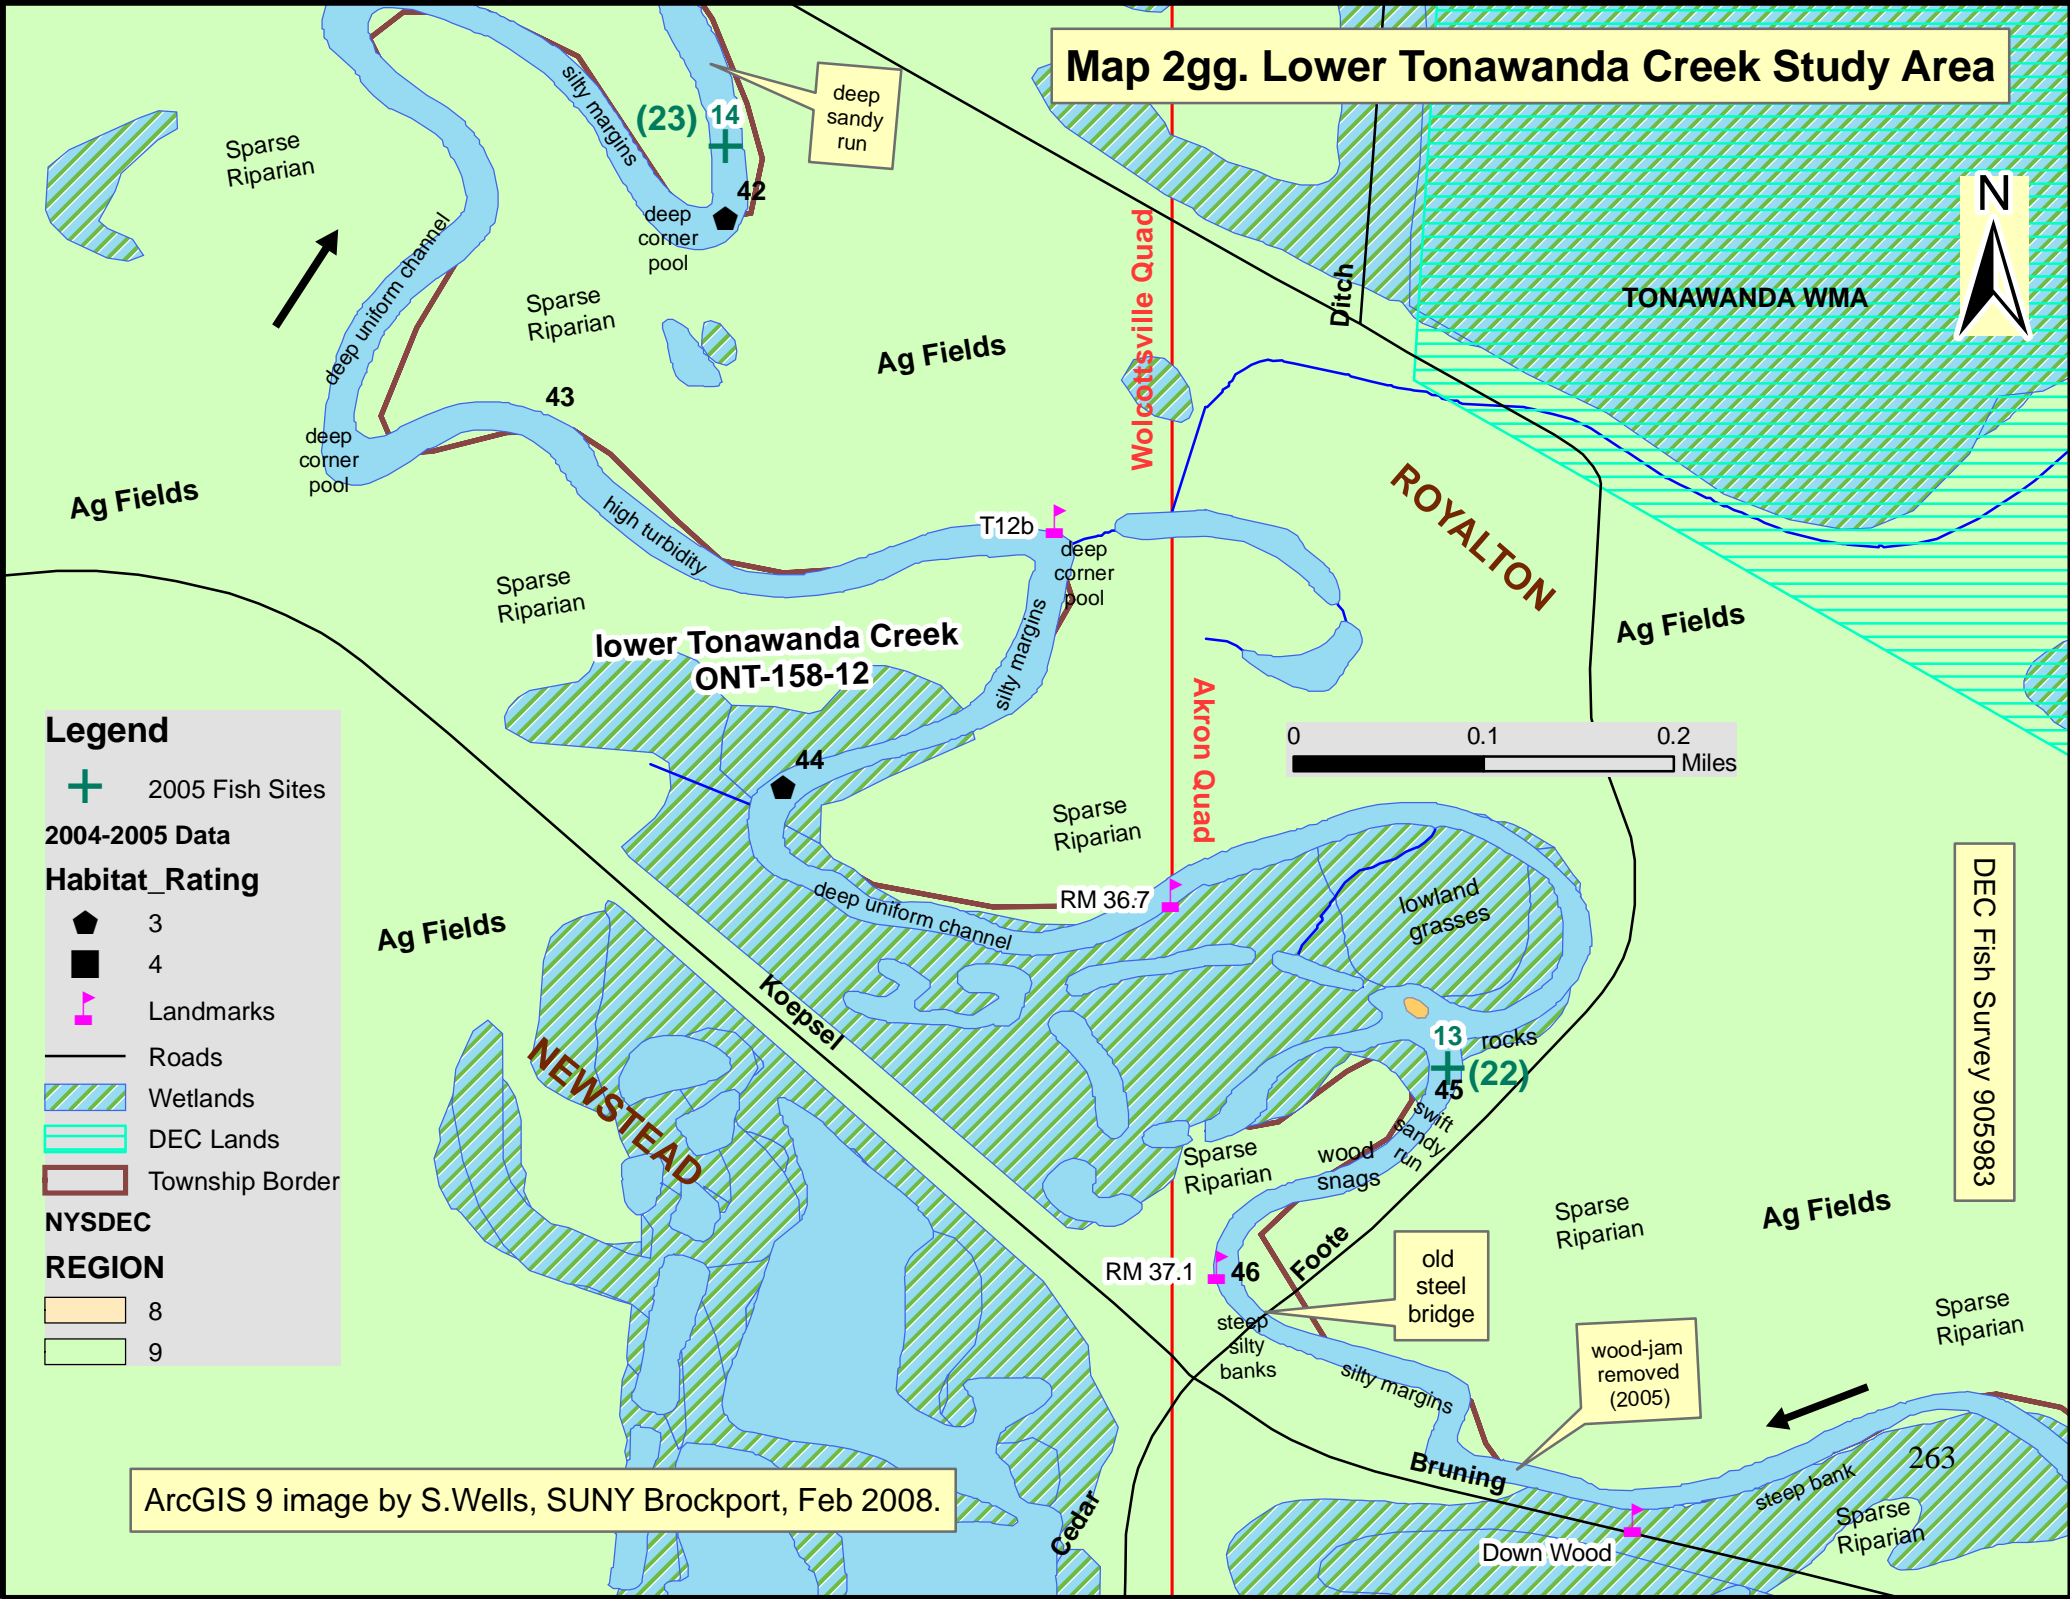 Map 2gg. Lower Tonawanda Creek Study Area
deep
sandy
run
silty margins
(23)
14
42
Sparse
Riparian
deep
corner
pool
deep uniform channel
Sparse
Riparian
Ag Fields
Wolcottsville Quad
Ditch
TONAWANDA WMA
N
43
deep
corner
pool
Ag Fields
high turbidity
T12b
deep
corner
pool
ROYALTON
Sparse
Riparian
silty margins
Ag Fields
lower Tonawanda Creek
ONT-158-12
Akron Quad
0
0.1
0.2
Miles
44
Sparse
Riparian
RM 36.7
deep uniform channel
lowland
grasses
Ag Fields
Koepsel
NEWSTEAD
13
rocks
(22)
45
swift
sandy
run
wood
snags
Sparse
Riparian
Sparse
Riparian
Ag Fields
DEC Fish Survey 905983
Foote
RM 37.1
46
old
steel
bridge
steep
silty
banks
silty margins
wood-jam
removed
(2005)
Sparse
Riparian
Bruning
263
steep bank
Sparse
Riparian
Down Wood
Cedar
Legend
2005 Fish Sites
2004-2005 Data
Habitat_Rating
3
4
Landmarks
Roads
Wetlands
DEC Lands
Township Border
NYSDEC
REGION
8
9
ArcGIS 9 image by S.Wells, SUNY Brockport, Feb 2008.